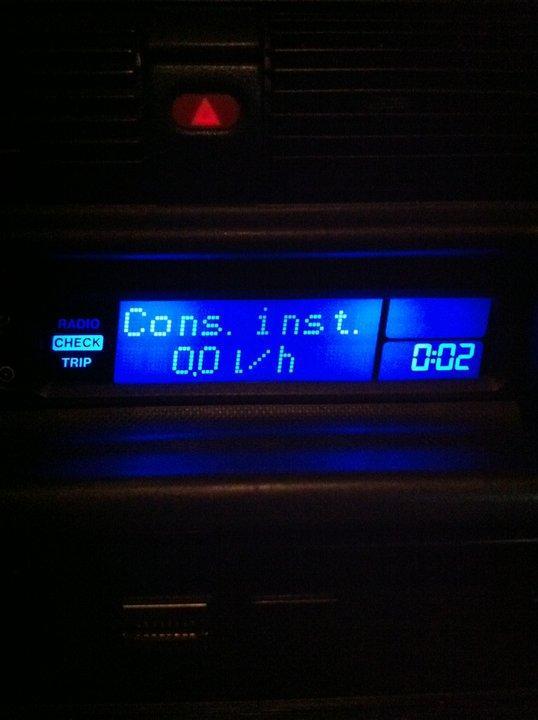 RADIO
CHECK
TRIP
Cons. inst.
0.0 l/h
0:02